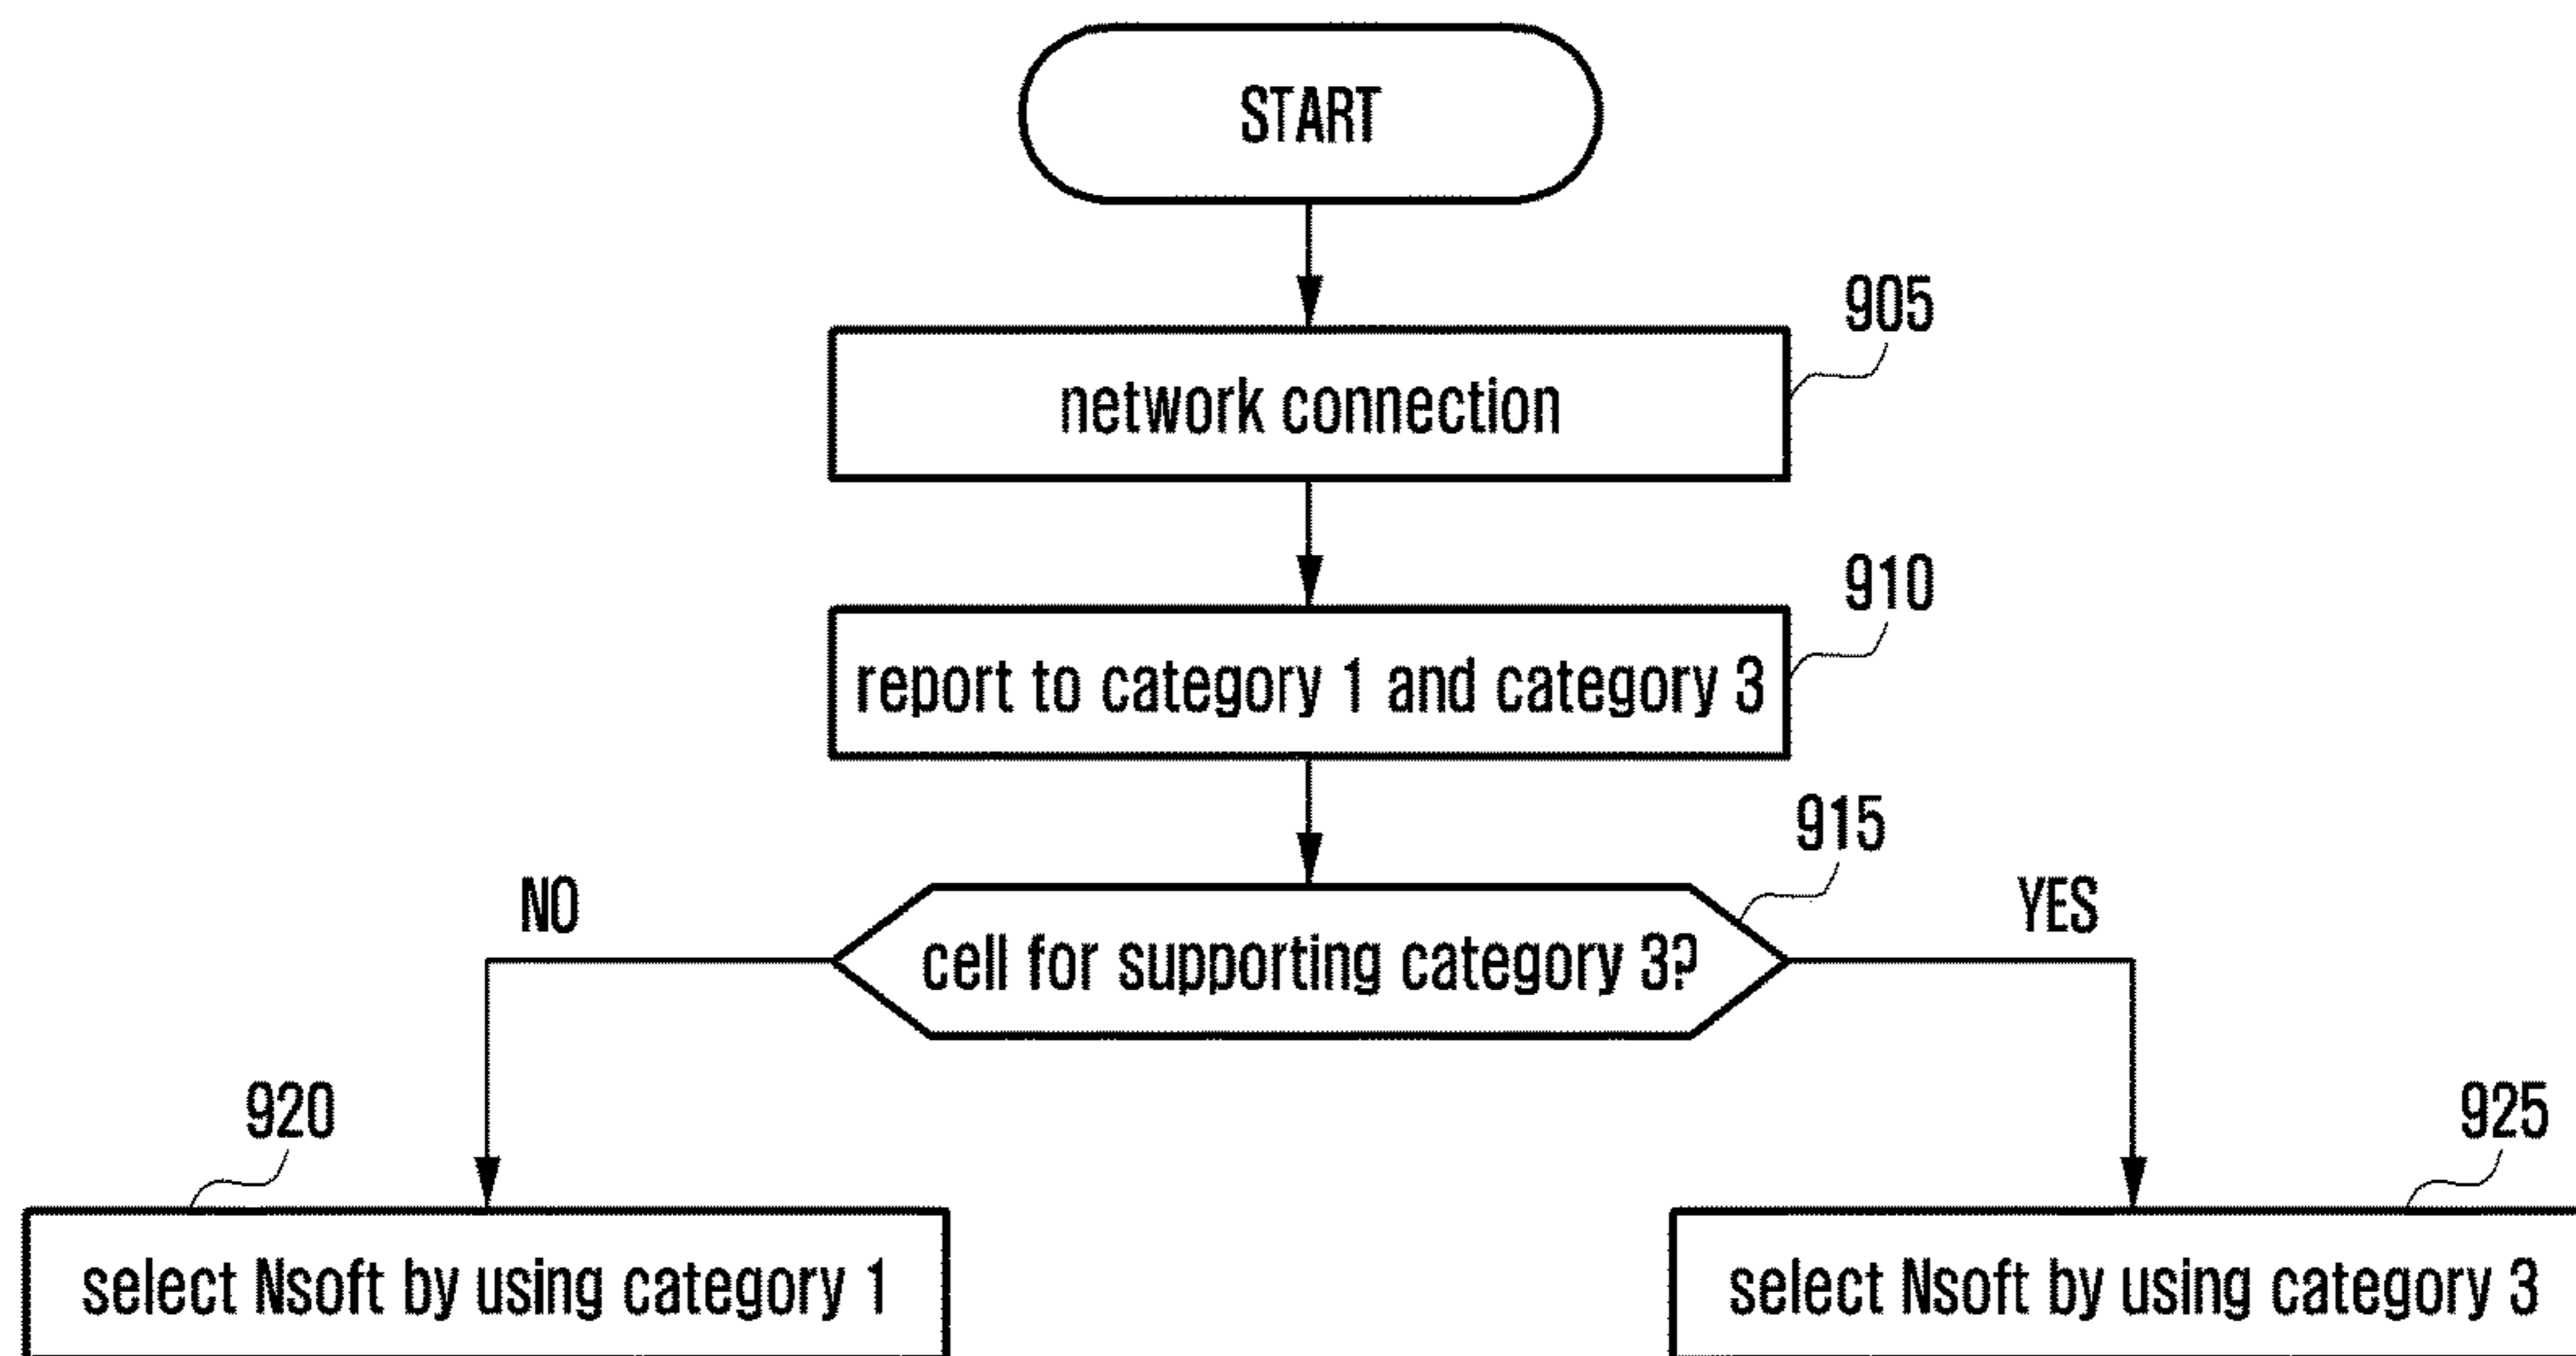 START
905
network connection
910
report to category 1 and category 3
915
NO
YES
cell for supporting category 3?
920
925
select Nsoft by using category 1
select Nsoft by using category 3